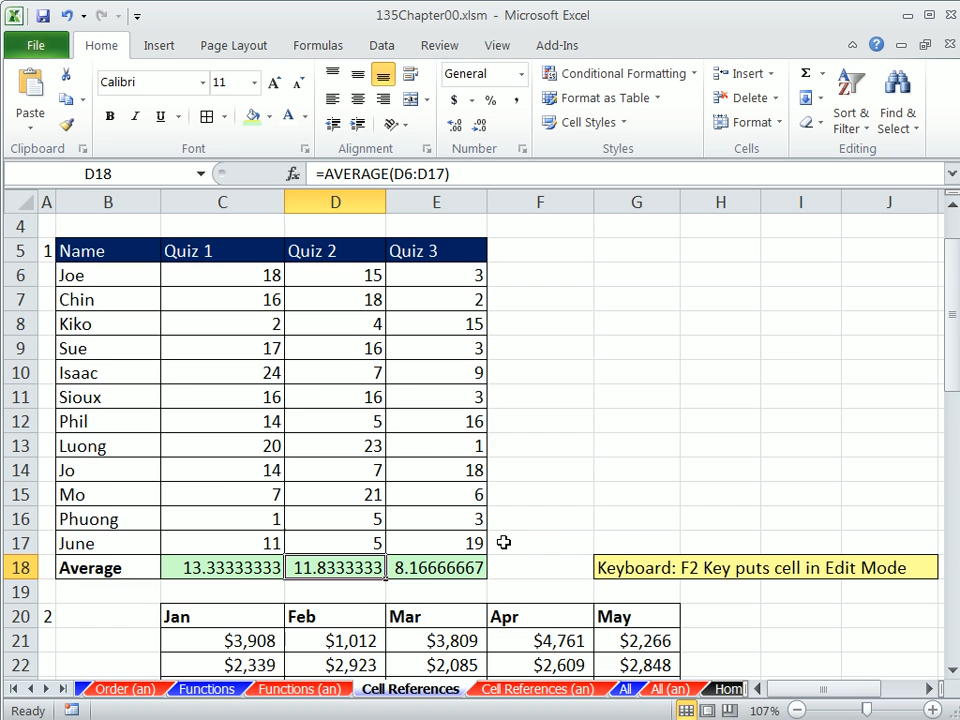 135Chapter00.xlsm - Microsoft Excel
File Home Insert Page Layout Formulas Data Review View Add-Ins
Calibri 11 General Conditional Formatting Insert Σ
Paste Format as Table Delete Sort & Find &
B I U A $ % , Cell Styles Format Filter Select
Clipboard Font Alignment Number Styles Cells Editing
D18 fx =AVERAGE(D6:D17)
A B C D E F G H I J
4
5 1 Name Quiz 1 Quiz 2 Quiz 3
6 Joe 18 15 3
7 Chin 16 18 2
8 Kiko 2 4 15
9 Sue 17 16 3
10 Isaac 24 7 9
11 Sioux 16 16 3
12 Phil 14 5 16
13 Luong 20 23 1
14 Jo 14 7 18
15 Mo 7 21 6
16 Phuong 1 5 3
17 June 11 5 19
18 Average 13.33333333 11.8333333 8.16666667 Keyboard: F2 Key puts cell in Edit Mode
19
20 2 Jan Feb Mar Apr May
21 $3,908 $1,012 $3,809 $4,761 $2,266
22 $2,339 $2,923 $2,085 $2,609 $2,848
Order (an) Functions Functions (an) Cell References Cell References (an) All All (an) Hom
Ready 107%